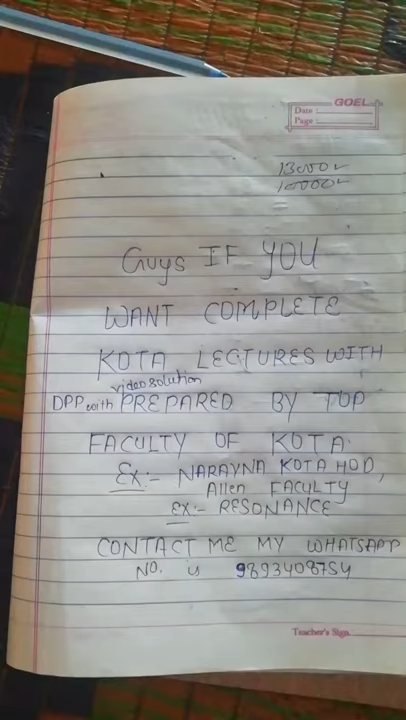 GOEL
Date :
Page :
13000
10000
Guys IF YOU
WANT COMPLETE
KOTA LECTURES WITH
video solution
DPP with PREPARED BY TOP
FACULTY OF KOTA
EX:- NARAYNA KOTA HOD,
Allen FACULTY
EX:- RESONANCE
CONTACT ME MY WHATSAPP
NO. is 9893408754
Teacher's Sign